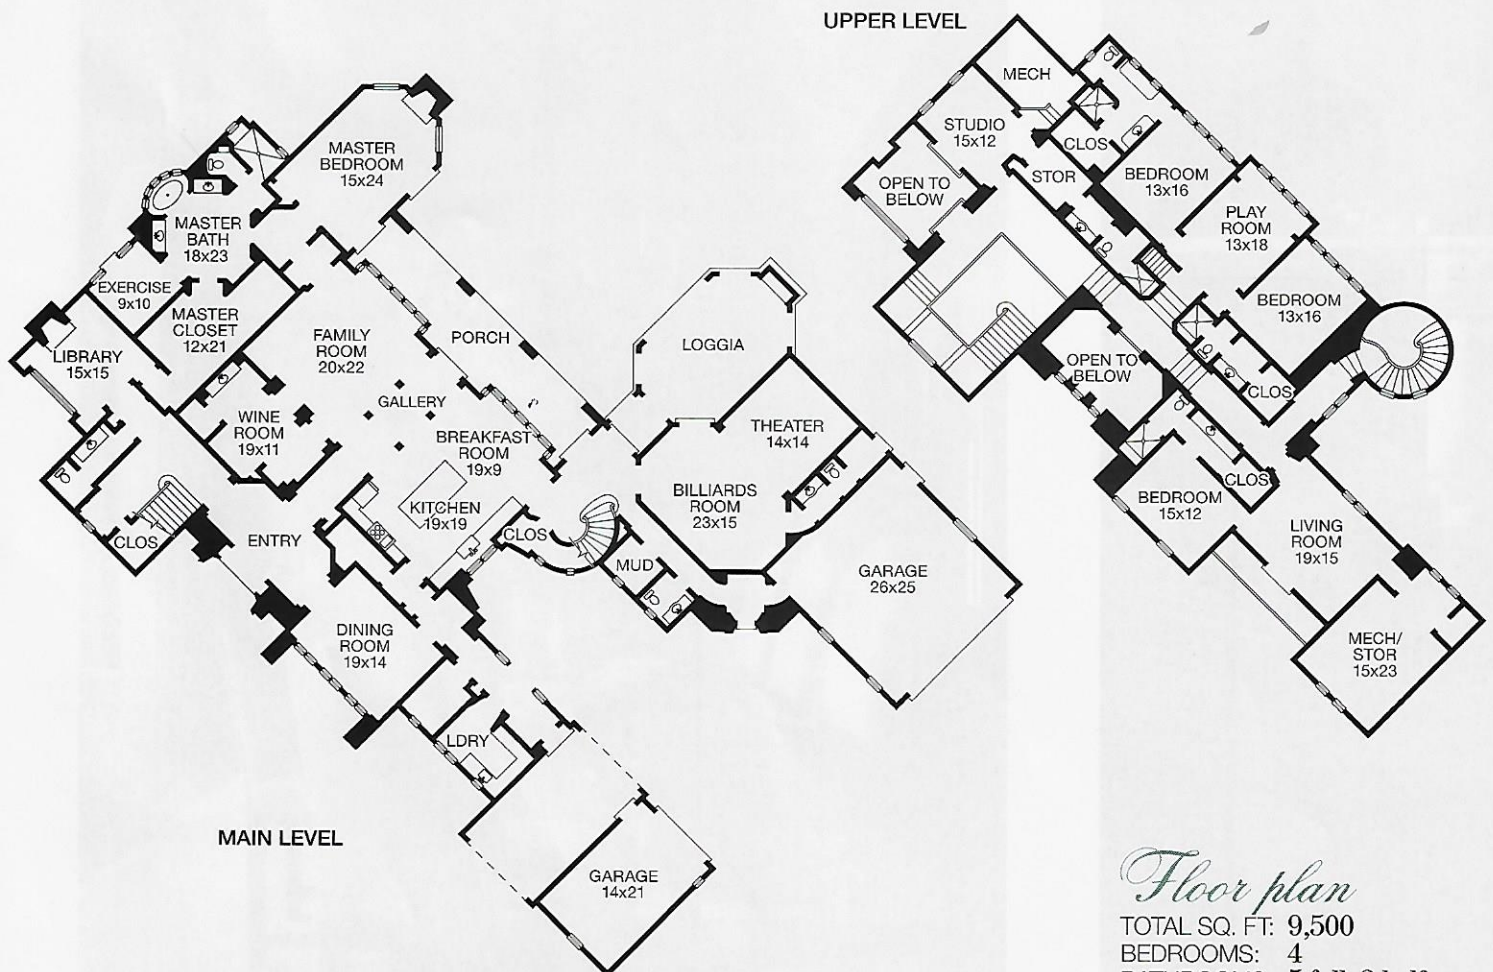 UPPER LEVEL
MECH
STUDIO
15x12
CLOS
STOR
OPEN TO
BELOW
BEDROOM
13x16
PLAY
ROOM
13x18
BEDROOM
13x16
OPEN TO
BELOW
CLOS
BEDROOM
15x12
CLOS
LIVING
ROOM
19x15
MECH/
STOR
15x23
MASTER
BEDROOM
15x24
MASTER
BATH
18x23
EXERCISE
9x10
MASTER
CLOSET
12x21
LIBRARY
15x15
FAMILY
ROOM
20x22
PORCH
LOGGIA
GALLERY
WINE
ROOM
19x11
BREAKFAST
ROOM
19x9
THEATER
14x14
KITCHEN
19x19
BILLIARDS
ROOM
23x15
CLOS
ENTRY
CLOS
MUD
GARAGE
26x25
DINING
ROOM
19x14
LDRY
MAIN LEVEL
GARAGE
14x21
Floor plan
TOTAL SQ. FT: 9,500
BEDROOMS: 4